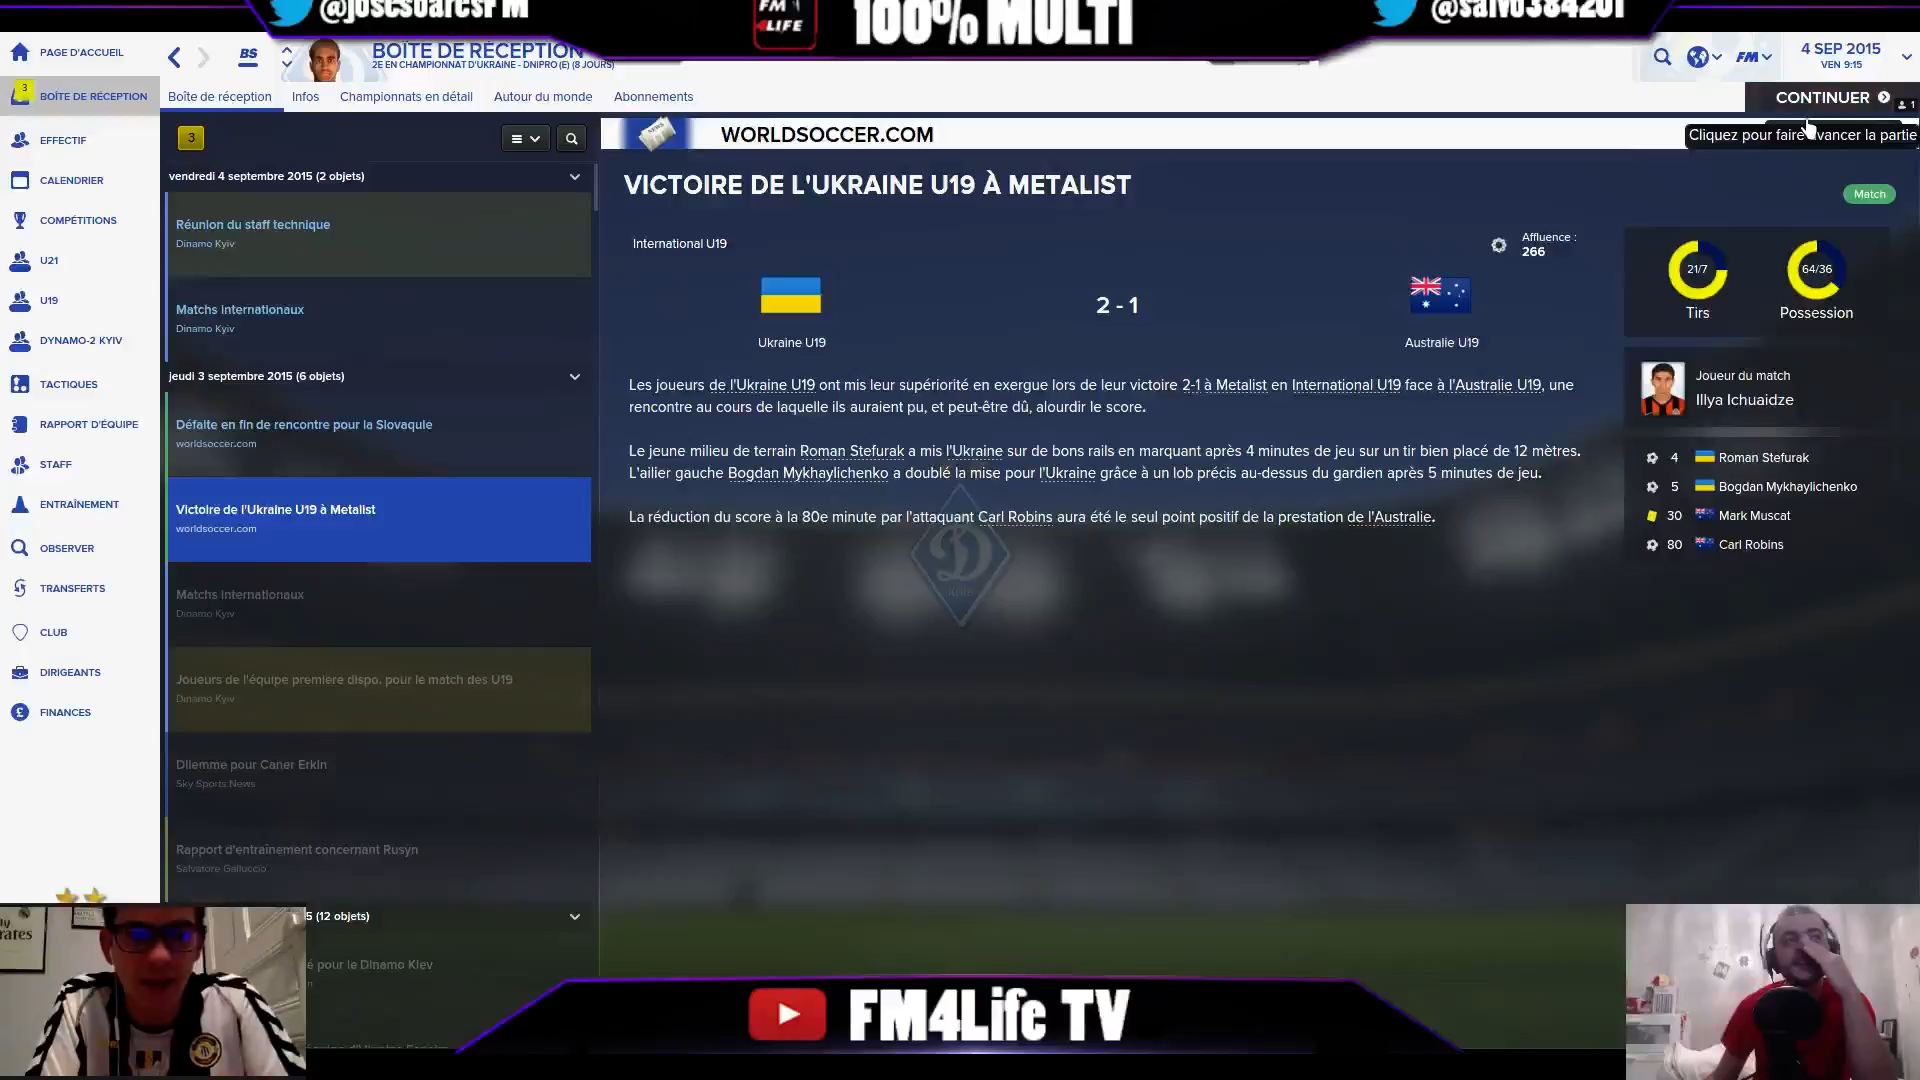 @josesoaresFM
FM
4LIFE
100% MULTI
@salvo384201
PAGE D'ACCUEIL
BS
BOÎTE DE RÉCEPTION
2E EN CHAMPIONNAT D'UKRAINE - DNIPRO (E) (8 JOURS)
FM
4 SEP 2015
VEN 9:15
3
BOÎTE DE RÉCEPTION
Boîte de réception
Infos
Championnats en détail
Autour du monde
Abonnements
CONTINUER
1
Cliquez pour faire avancer la partie
EFFECTIF
CALENDRIER
COMPÉTITIONS
U21
U19
DYNAMO-2 KYIV
TACTIQUES
RAPPORT D'ÉQUIPE
STAFF
ENTRAÎNEMENT
OBSERVER
TRANSFERTS
CLUB
DIRIGEANTS
FINANCES
3
vendredi 4 septembre 2015 (2 objets)
Réunion du staff technique
Dinamo Kyiv
Matchs internationaux
Dinamo Kyiv
jeudi 3 septembre 2015 (6 objets)
Défaite en fin de rencontre pour la Slovaquie
worldsoccer.com
Victoire de l'Ukraine U19 à Metalist
worldsoccer.com
Matchs internationaux
Dinamo Kyiv
Joueurs de l'équipe première dispo. pour le match des U19
Dinamo Kyiv
Dilemme pour Caner Erkin
Sky Sports News
Rapport d'entraînement concernant Rusyn
Salvatore Galluccio
5 (12 objets)
é pour le Dinamo Kiev
NEWS
WORLDSOCCER.COM
VICTOIRE DE L'UKRAINE U19 À METALIST
Match
International U19
Affluence :
266
2 - 1
Ukraine U19
Australie U19
Les joueurs de l'Ukraine U19 ont mis leur supériorité en exergue lors de leur victoire 2-1 à Metalist en International U19 face à l'Australie U19, une
rencontre au cours de laquelle ils auraient pu, et peut-être dû, alourdir le score.
Le jeune milieu de terrain Roman Stefurak a mis l'Ukraine sur de bons rails en marquant après 4 minutes de jeu sur un tir bien placé de 12 mètres.
L'ailier gauche Bogdan Mykhaylichenko a doublé la mise pour l'Ukraine grâce à un lob précis au-dessus du gardien après 5 minutes de jeu.
La réduction du score à la 80e minute par l'attaquant Carl Robins aura été le seul point positif de la prestation de l'Australie.
21/7
Tirs
64/36
Possession
Joueur du match
Illya Ichuaidze
4 Roman Stefurak
5 Bogdan Mykhaylichenko
30 Mark Muscat
80 Carl Robins
FM4Life TV